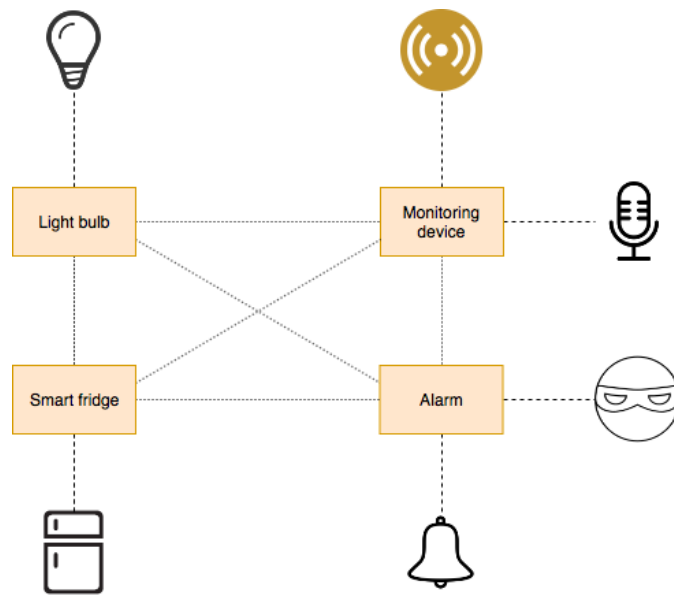 Light bulb
Monitoring
device
Smart fridge
Alarm